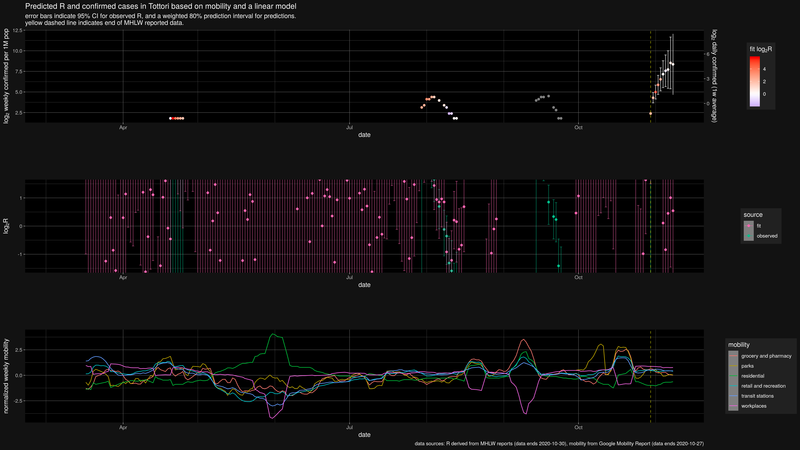 Predicted R and confirmed cases in Tottori based on mobility and a linear model
error bars indicate 95% CI for observed R, and a weighted 80% prediction interval for predictions.
yellow dashed line indicates end of MHLW reported data.
log₂ weekly confirmed per 1M pop
12.5
10.0
7.5
5.0
2.5
Apr
Jul
Oct
date
6
3
0
log₂ daily confirmed (1w average)
fit log₂R
4
2
0
log₂R
1
0
-1
Apr
Jul
Oct
date
source
fit
observed
normalised weekly mobility
2.5
0.0
-2.5
Apr
Jul
Oct
date
mobility
grocery and pharmacy
parks
residential
retail and recreation
transit stations
workplaces
data sources: R derived from MHLW reports (data ends 2020-10-30), mobility from Google Mobility Report (data ends 2020-10-27)